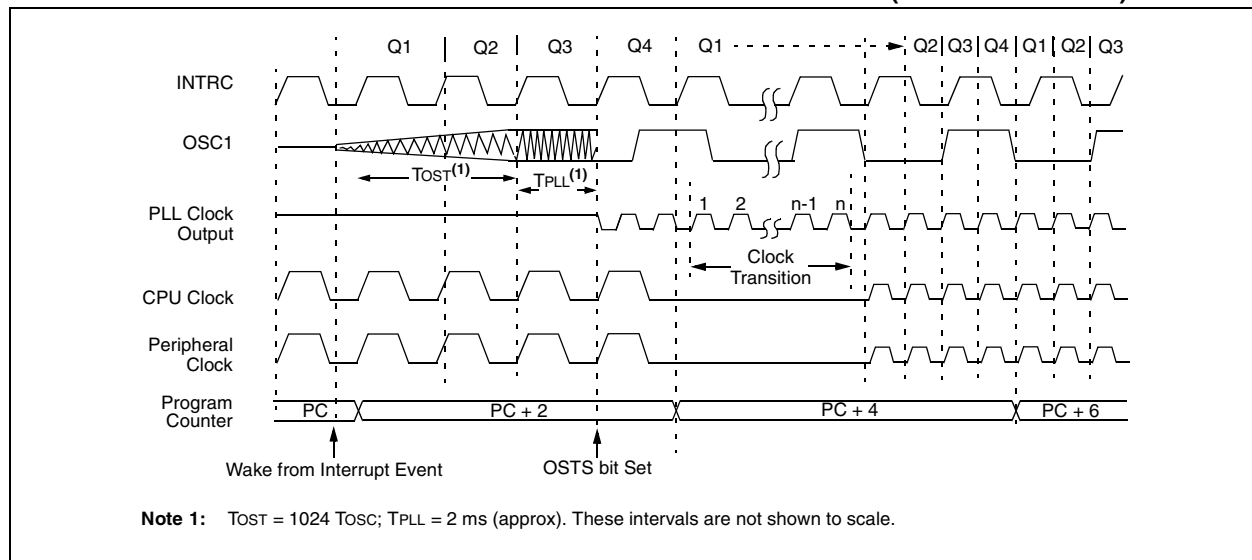 Q1 Q2 Q3 Q4 Q1 Q2 Q3 Q4 Q1 Q2 Q3
INTRC
OSC1
TOST(1) TPLL(1)
1 2 n-1 n
PLL Clock
Output
Clock
Transition
CPU Clock
Peripheral
Clock
Program
Counter
PC PC + 2 PC + 4 PC + 6
Wake from Interrupt Event OSTS bit Set
Note 1: TOST = 1024 TOSC; TPLL = 2 ms (approx). These intervals are not shown to scale.